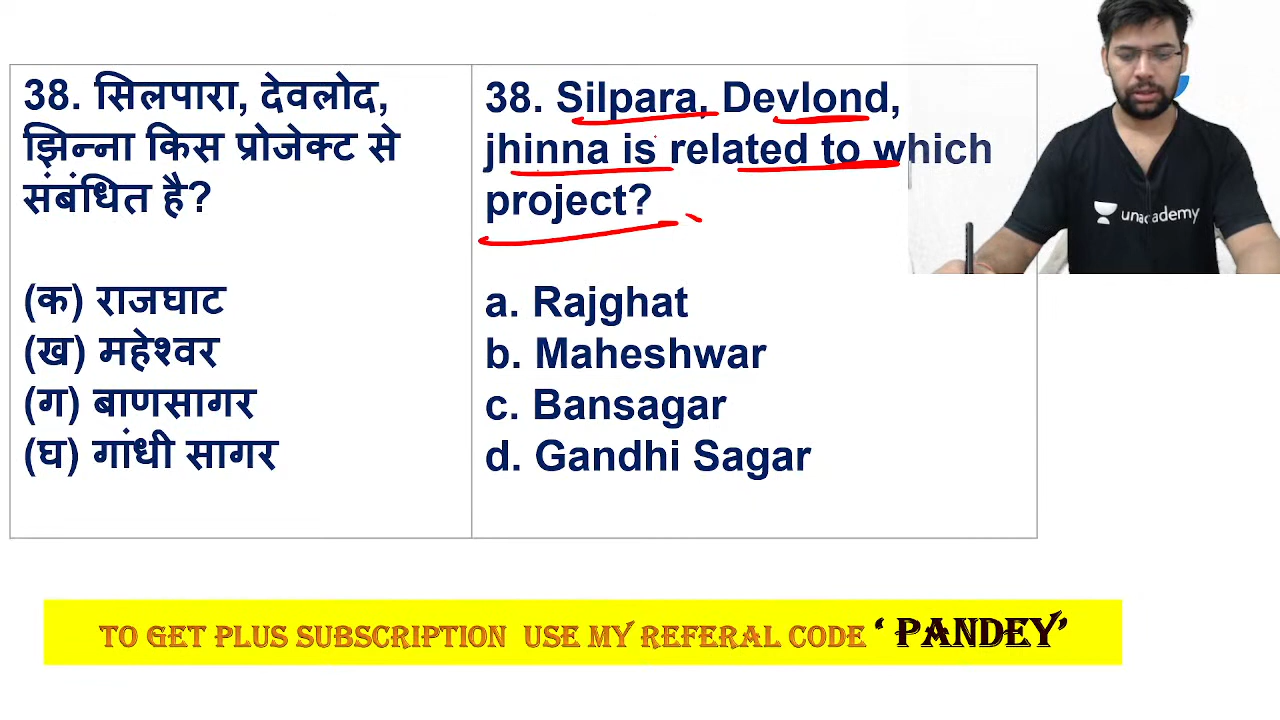 38. सिलपारा, देवलोद,
झिन्ना किस प्रोजेक्ट से
संबंधित है?
(क) राजघाट
(ख) महेश्वर
(ग) बाणसागर
(घ) गांधी सागर
38. Silpara, Devlond,
jhinna is related to which
project?
a. Rajghat
b. Maheshwar
c. Bansagar
d. Gandhi Sagar
unacademy
TO GET PLUS SUBSCRIPTION USE MY REFERAL CODE ‘ PANDEY’